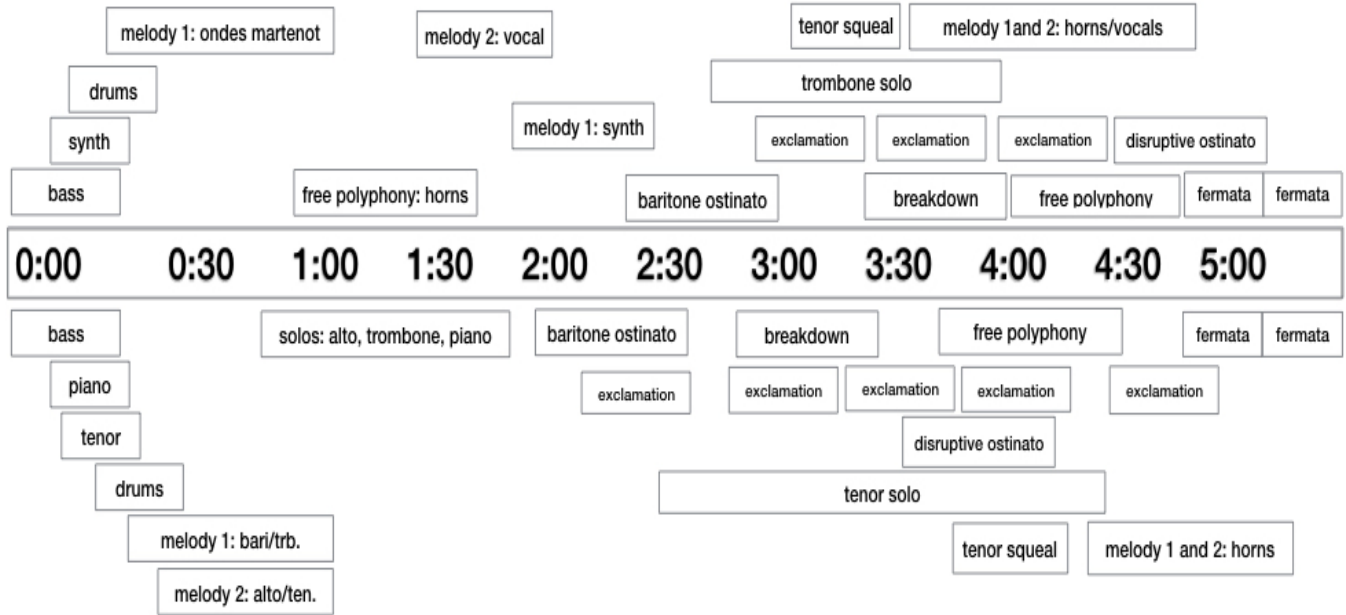 melody 1: ondes martenot
melody 2: vocal
tenor squeal
melody 1and 2: horns/vocals
drums
trombone solo
synth
melody 1: synth
exclamation
exclamation
exclamation
disruptive ostinato
bass
free polyphony: horns
baritone ostinato
breakdown
free polyphony
fermata
fermata
0:00
0:30
1:00
1:30
2:00
2:30
3:00
3:30
4:00
4:30
5:00
bass
solos: alto, trombone, piano
baritone ostinato
breakdown
free polyphony
fermata
fermata
piano
exclamation
exclamation
exclamation
exclamation
exclamation
tenor
disruptive ostinato
drums
tenor solo
melody 1: bari/trb.
tenor squeal
melody 1 and 2: horns
melody 2: alto/ten.